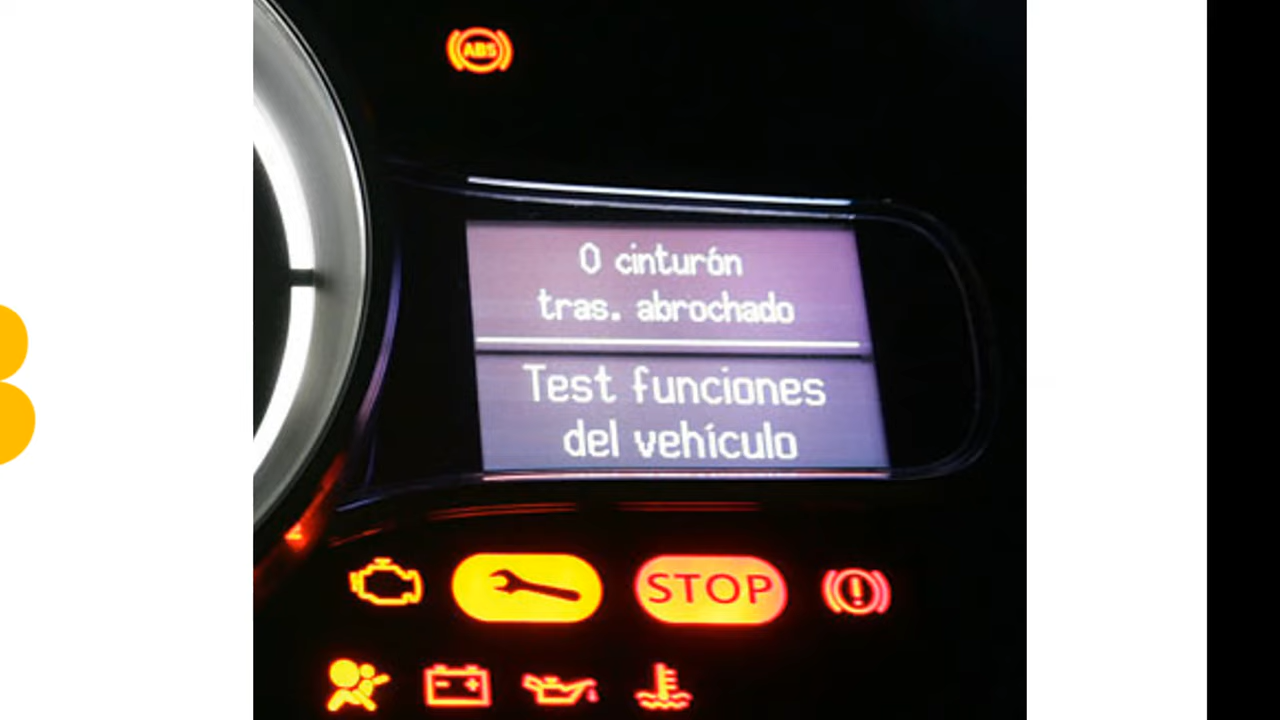 ABS
0 cinturón
tras. abrochado
Test funciones
del vehículo
STOP